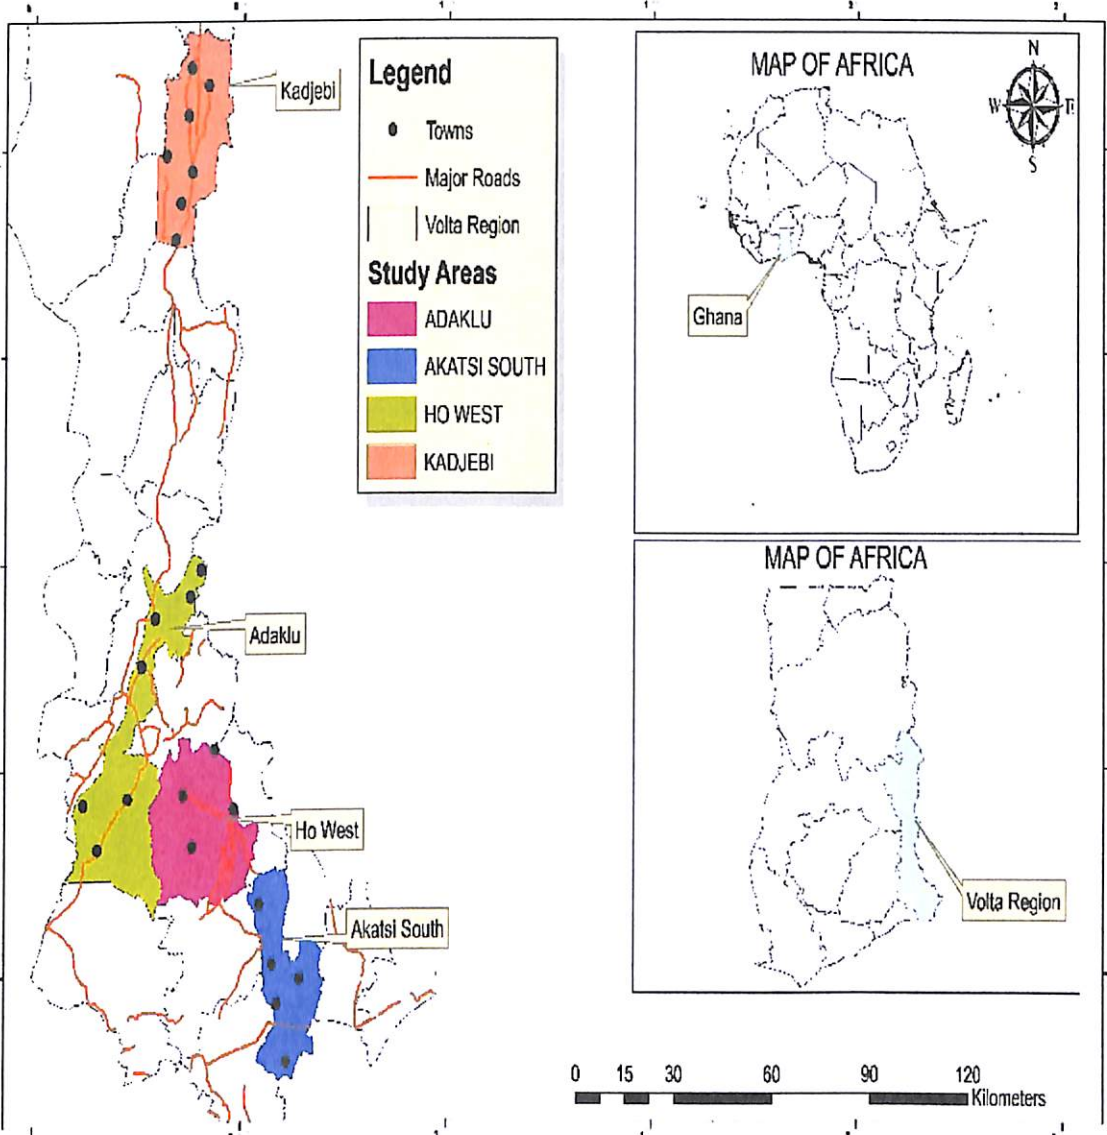 Kadjebi
Adaklu
Ho West
Akatsi South
Legend
Towns
Major Roads
Volta Region
Study Areas
ADAKLU
AKATSI SOUTH
HO WEST
KADJEBI
MAP OF AFRICA
N
W
E
S
Ghana
MAP OF AFRICA
Volta Region
0 15 30 60 90 120
Kilometers